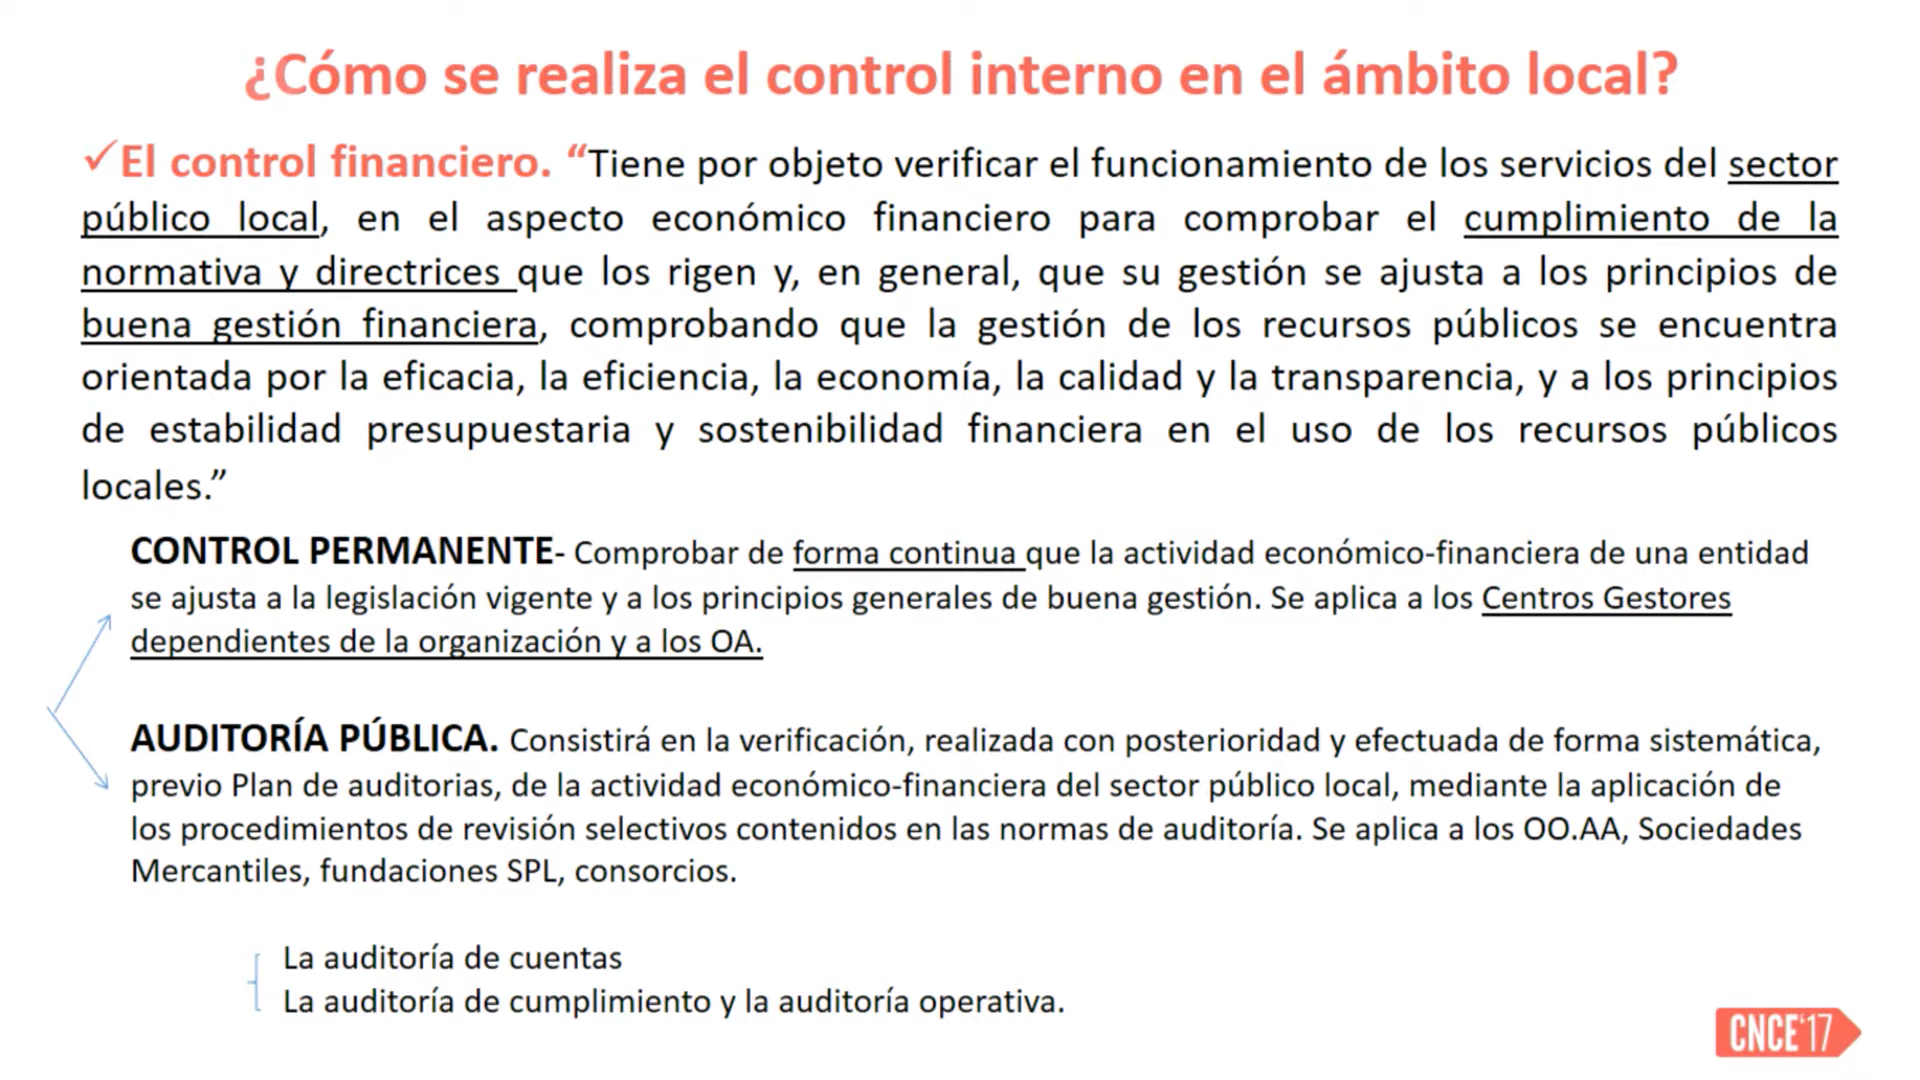 ¿Cómo se realiza el control interno en el ámbito local?
✓El control financiero. “Tiene por objeto verificar el funcionamiento de los servicios del sector
público local, en el aspecto económico financiero para comprobar el cumplimiento de la
normativa y directrices que los rigen y, en general, que su gestión se ajusta a los principios de
buena gestión financiera, comprobando que la gestión de los recursos públicos se encuentra
orientada por la eficacia, la eficiencia, la economía, la calidad y la transparencia, y a los principios
de estabilidad presupuestaria y sostenibilidad financiera en el uso de los recursos públicos
locales.”
CONTROL PERMANENTE- Comprobar de forma continua que la actividad económico-financiera de una entidad
se ajusta a la legislación vigente y a los principios generales de buena gestión. Se aplica a los Centros Gestores
dependientes de la organización y a los OA.
AUDITORÍA PÚBLICA. Consistirá en la verificación, realizada con posterioridad y efectuada de forma sistemática,
previo Plan de auditorias, de la actividad económico-financiera del sector público local, mediante la aplicación de
los procedimientos de revisión selectivos contenidos en las normas de auditoría. Se aplica a los OO.AA, Sociedades
Mercantiles, fundaciones SPL, consorcios.
La auditoría de cuentas
La auditoría de cumplimiento y la auditoría operativa.
CNCE'17